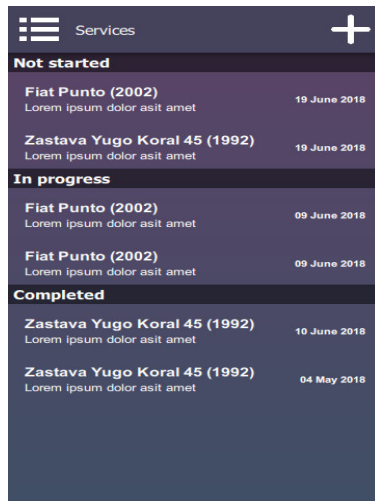 Services
Not started
Fiat Punto (2002)
Lorem ipsum dolor asit amet
19 June 2018
Zastava Yugo Koral 45 (1992)
Lorem ipsum dolor asit amet
19 June 2018
In progress
Fiat Punto (2002)
Lorem ipsum dolor asit amet
09 June 2018
Fiat Punto (2002)
Lorem ipsum dolor asit amet
09 June 2018
Completed
Zastava Yugo Koral 45 (1992)
Lorem ipsum dolor asit amet
10 June 2018
Zastava Yugo Koral 45 (1992)
Lorem ipsum dolor asit amet
04 May 2018